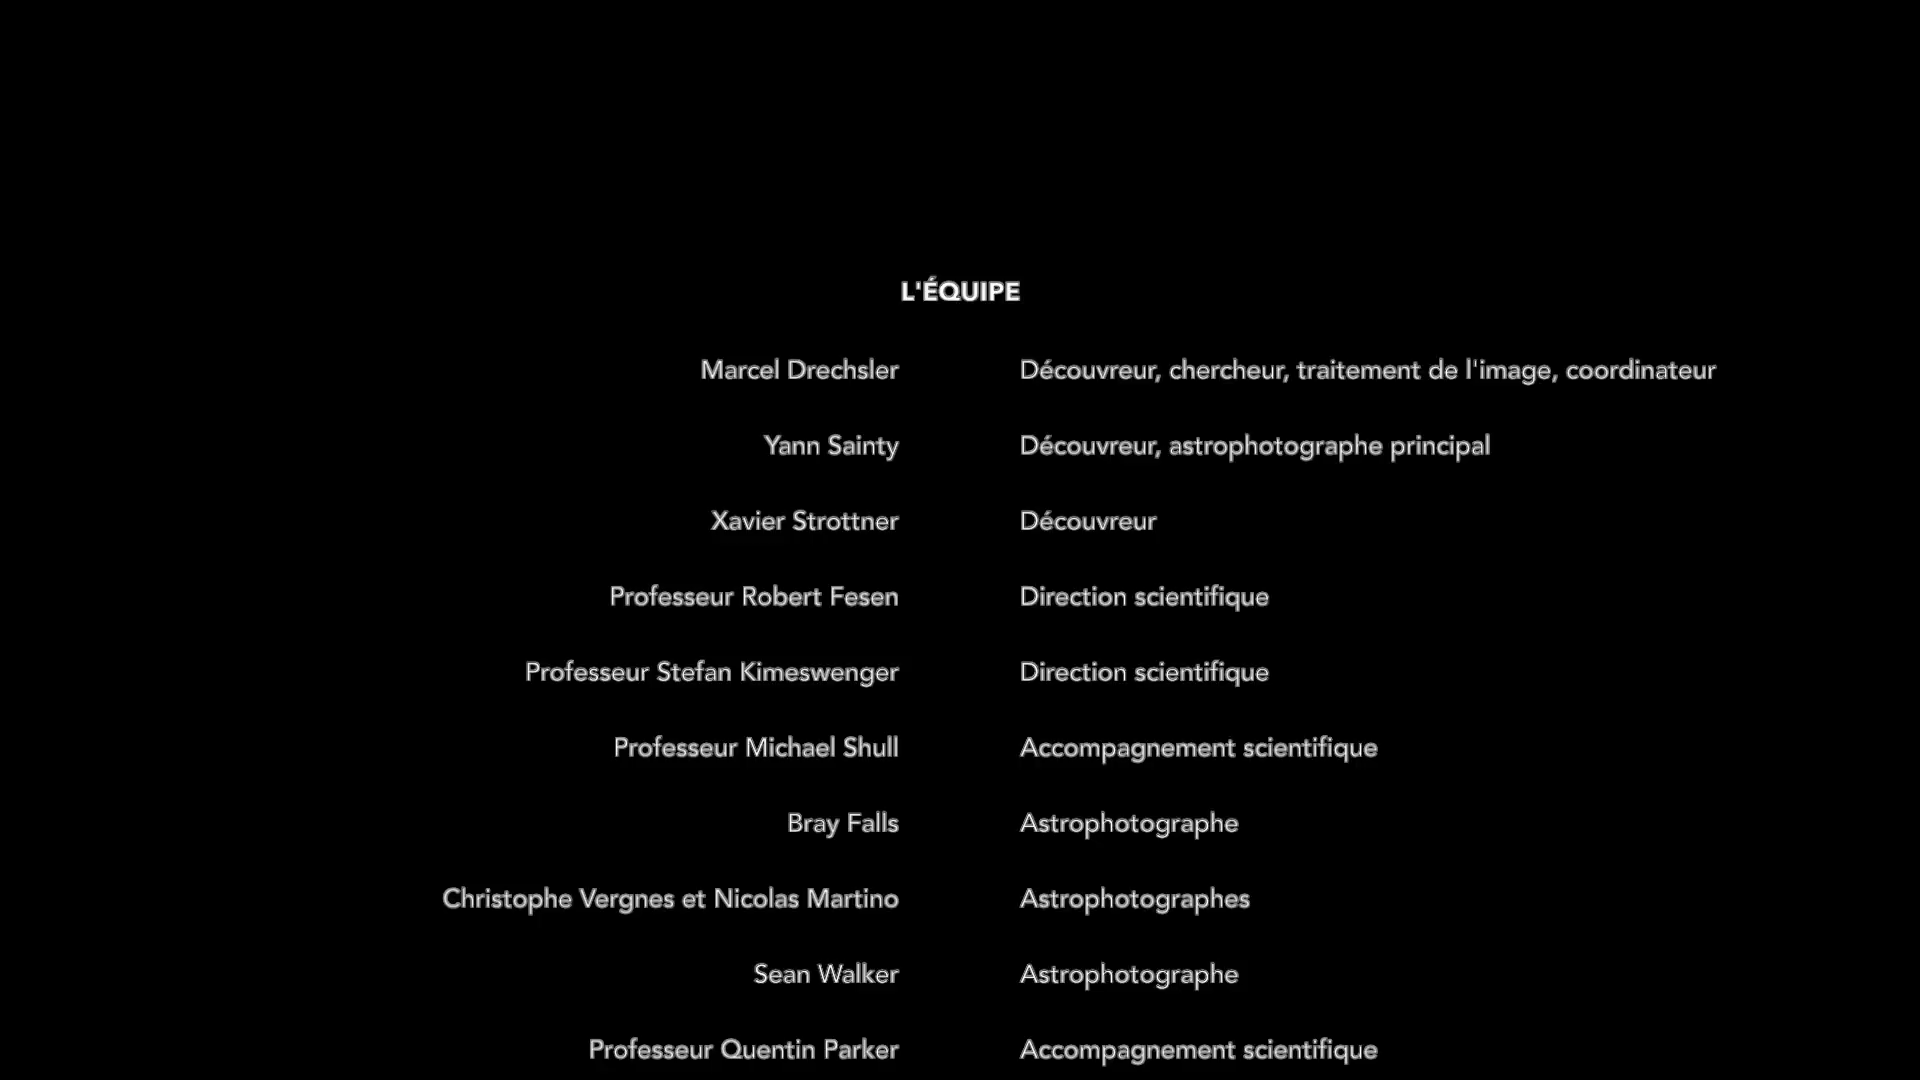 L'ÉQUIPE
Marcel Drechsler Découvreur, chercheur, traitement de l'image, coordinateur
Yann Sainty Découvreur, astrophotographe principal
Xavier Strottner Découvreur
Professeur Robert Fesen Direction scientifique
Professeur Stefan Kimeswenger Direction scientifique
Professeur Michael Shull Accompagnement scientifique
Bray Falls Astrophotographe
Christophe Vergnes et Nicolas Martino Astrophotographes
Sean Walker Astrophotographe
Professeur Quentin Parker Accompagnement scientifique